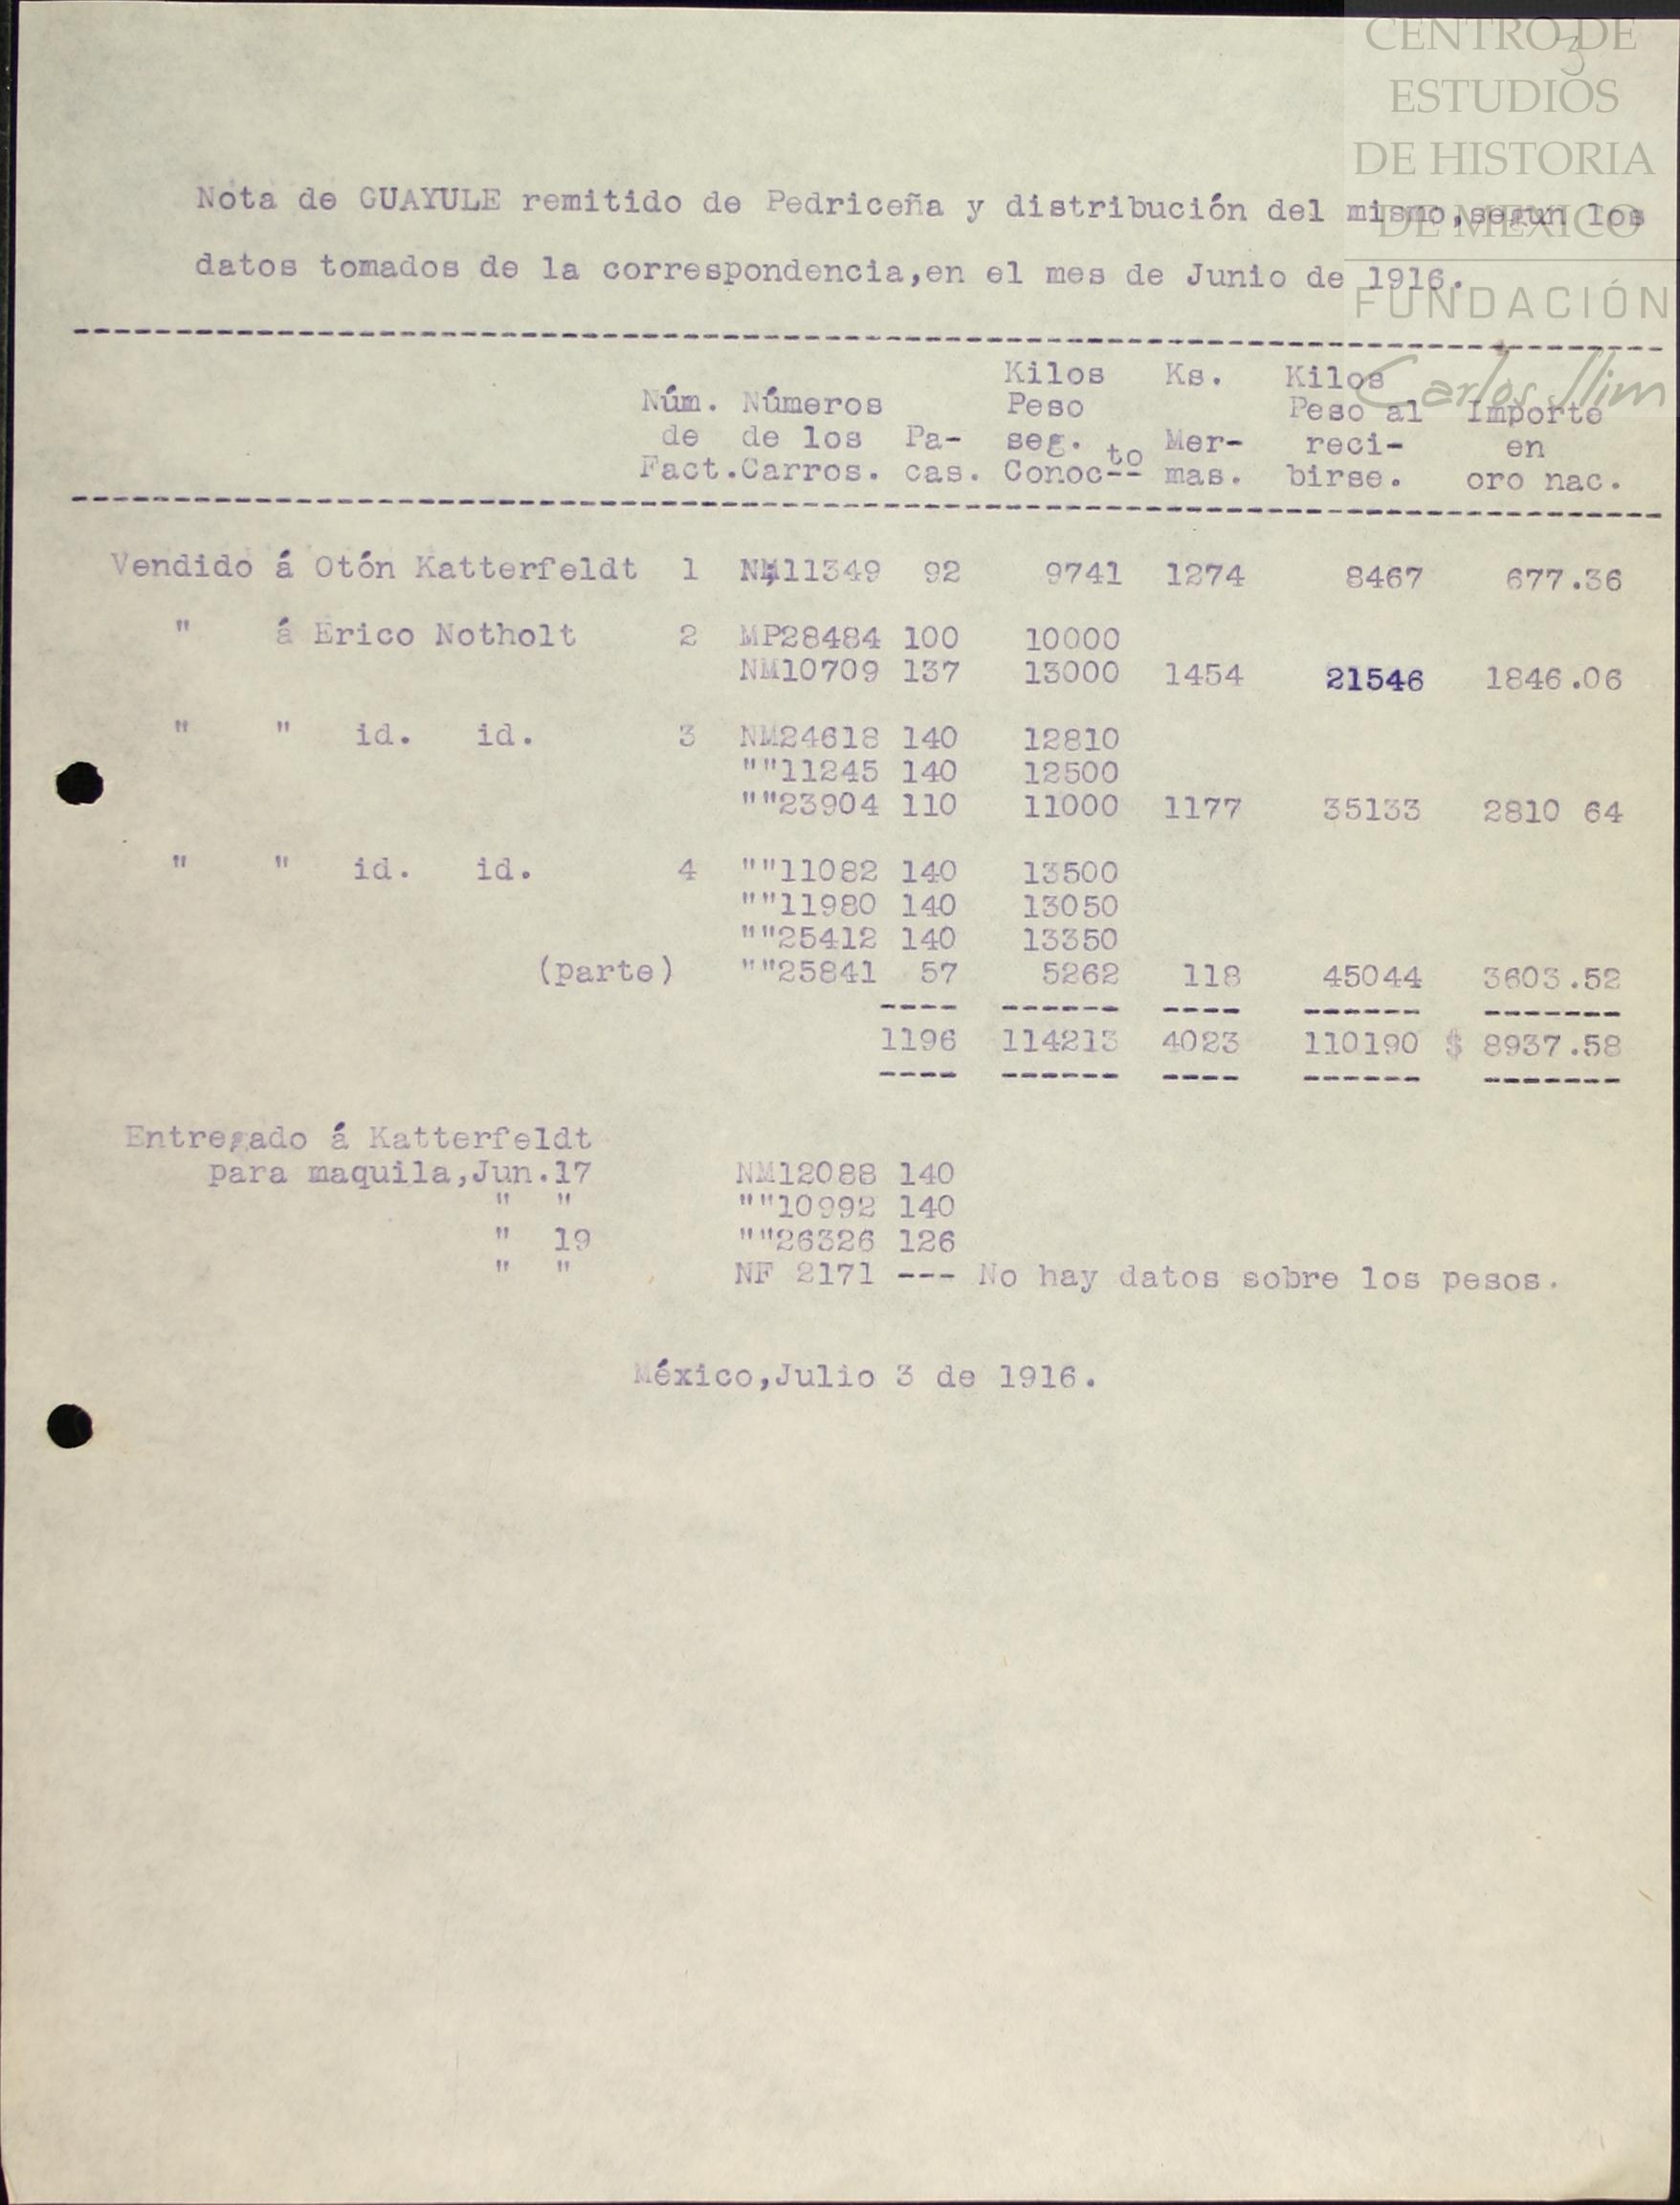 CENTRO DE
3
ESTUDIOS
DE HISTORIA
DE MEXICO
FUNDACIÓN
Carlos Slim
Nota de GUAYULE remitido de Pedriceña y distribución del mismo,segun los
datos tomados de la correspondencia,en el mes de Junio de 1916.
Kilos Ks. Kilos
Núm. Números Peso Peso al Importe
de de los Pa- seg. to Mer- reci- en
Fact. Carros. cas. Conoc-- mas. birse. oro nac.
Vendido á Otón Katterfeldt 1 NM11349 92 9741 1274 8467 677.36
" á Erico Notholt 2 MP28484 100 10000
NM10709 137 13000 1454 21546 1846.06
" " id. id. 3 NM24618 140 12810
""11245 140 12500
""23904 110 11000 1177 35133 2810 64
" " id. id. 4 ""11082 140 13500
""11980 140 13050
""25412 140 13350
(parte) ""25841 57 5262 118 45044 3603.52
1196 114213 4023 110190 $ 8937.58
Entregado á Katterfeldt
para maquila,Jun.17 NM12088 140
" " ""10992 140
" 19 ""26326 126
" " NF 2171 --- No hay datos sobre los pesos.
México,Julio 3 de 1916.